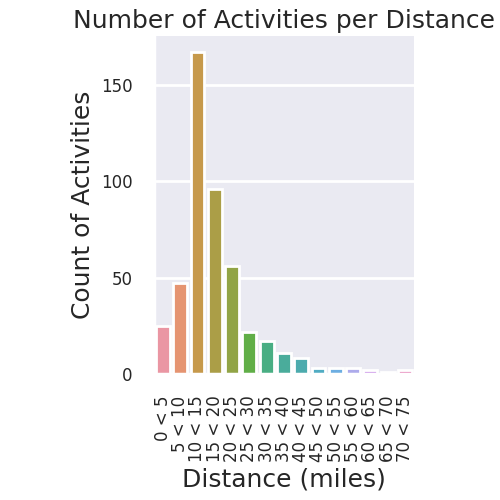 Number of Activities per Distance
Count of Activities
150
100
50
0
0 < 5
5 < 10
10 < 15
15 < 20
20 < 25
25 < 30
30 < 35
35 < 40
40 < 45
45 < 50
50 < 55
55 < 60
60 < 65
65 < 70
70 < 75
Distance (miles)